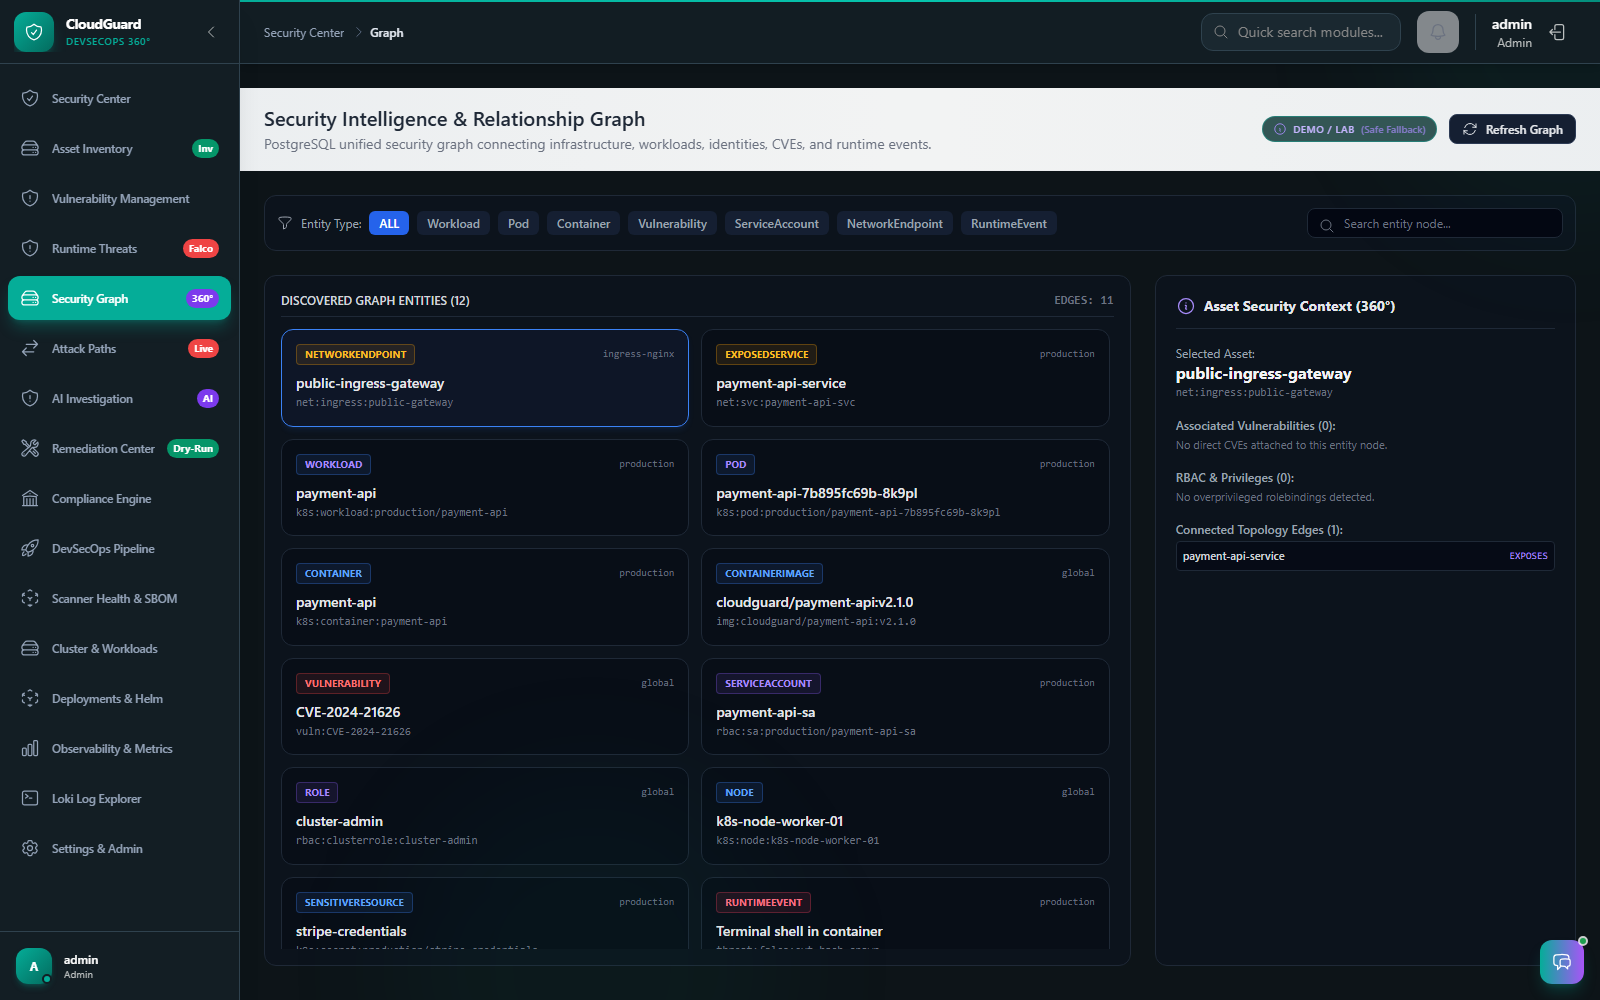 CloudGuard
DEVSECOPS 360°
Security Center
Asset Inventory Inv
Vulnerability Management
Runtime Threats Falco
Security Graph 360°
Attack Paths Live
AI Investigation AI
Remediation Center Dry-Run
Compliance Engine
DevSecOps Pipeline
Scanner Health & SBOM
Cluster & Workloads
Deployments & Helm
Observability & Metrics
Loki Log Explorer
Settings & Admin
A
admin
Admin
Security Center > Graph
Quick search modules...
admin
Admin
Security Intelligence & Relationship Graph
PostgreSQL unified security graph connecting infrastructure, workloads, identities, CVEs, and runtime events.
DEMO / LAB (Safe Fallback)
Refresh Graph
Entity Type: ALL Workload Pod Container Vulnerability ServiceAccount NetworkEndpoint RuntimeEvent
Search entity node...
DISCOVERED GRAPH ENTITIES (12) EDGES: 11
NETWORKENDPOINT ingress-nginx
public-ingress-gateway
net:ingress:public-gateway
EXPOSEDSERVICE production
payment-api-service
net:svc:payment-api-svc
WORKLOAD production
payment-api
k8s:workload:production/payment-api
POD production
payment-api-7b895fc69b-8k9pl
k8s:pod:production/payment-api-7b895fc69b-8k9pl
CONTAINER production
payment-api
k8s:container:payment-api
CONTAINERIMAGE global
cloudguard/payment-api:v2.1.0
img:cloudguard/payment-api:v2.1.0
VULNERABILITY global
CVE-2024-21626
vuln:CVE-2024-21626
SERVICEACCOUNT production
payment-api-sa
rbac:sa:production/payment-api-sa
ROLE global
cluster-admin
rbac:clusterrole:cluster-admin
NODE global
k8s-node-worker-01
k8s:node:k8s-node-worker-01
SENSITIVERESOURCE production
stripe-credentials
RUNTIMEEVENT production
Terminal shell in container
Asset Security Context (360°)
Selected Asset:
public-ingress-gateway
net:ingress:public-gateway
Associated Vulnerabilities (0):
No direct CVEs attached to this entity node.
RBAC & Privileges (0):
No overprivileged rolebindings detected.
Connected Topology Edges (1):
payment-api-service EXPOSES